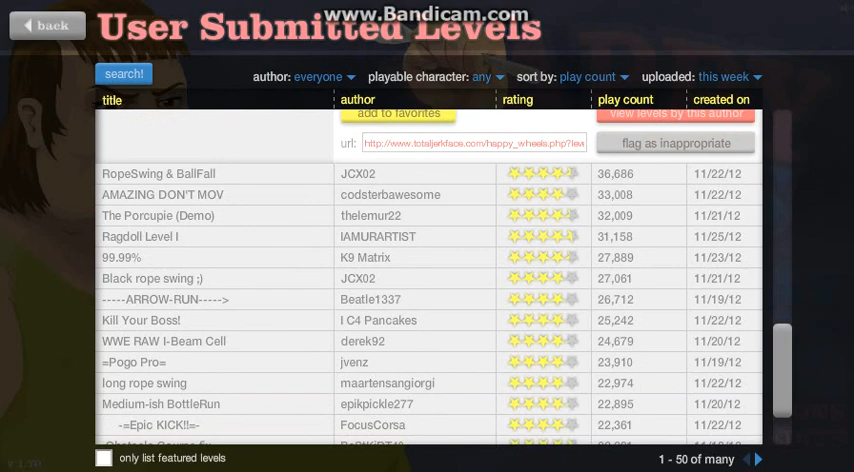 www.Bandicam.com
back
User Submitted Levels
search!
author: everyone playable character: any sort by: play count uploaded: this week
title author rating play count created on
add to favorites view levels by this author
url: http://www.totaljerkface.com/happy_wheels.php?lev
flag as inappropriate
RopeSwing & BallFall JCX02 36,686 11/22/12
AMAZING DON'T MOV codsterbawesome 33,008 11/22/12
The Porcupie (Demo) thelemur22 32,009 11/21/12
Ragdoll Level I IAMURARTIST 31,158 11/25/12
99.99% K9 Matrix 27,889 11/23/12
Black rope swing ;) JCX02 27,061 11/21/12
-----ARROW-RUN-----> Beatle1337 26,712 11/19/12
Kill Your Boss! I C4 Pancakes 25,242 11/22/12
WWE RAW I-Beam Cell derek92 24,679 11/20/12
=Pogo Pro= jvenz 23,910 11/19/12
long rope swing maartensangiorgi 22,974 11/22/12
Medium-ish BottleRun epikpickle277 22,895 11/20/12
-=Epic KICK!!=- FocusCorsa 22,361 11/22/12
only list featured levels 1 - 50 of many